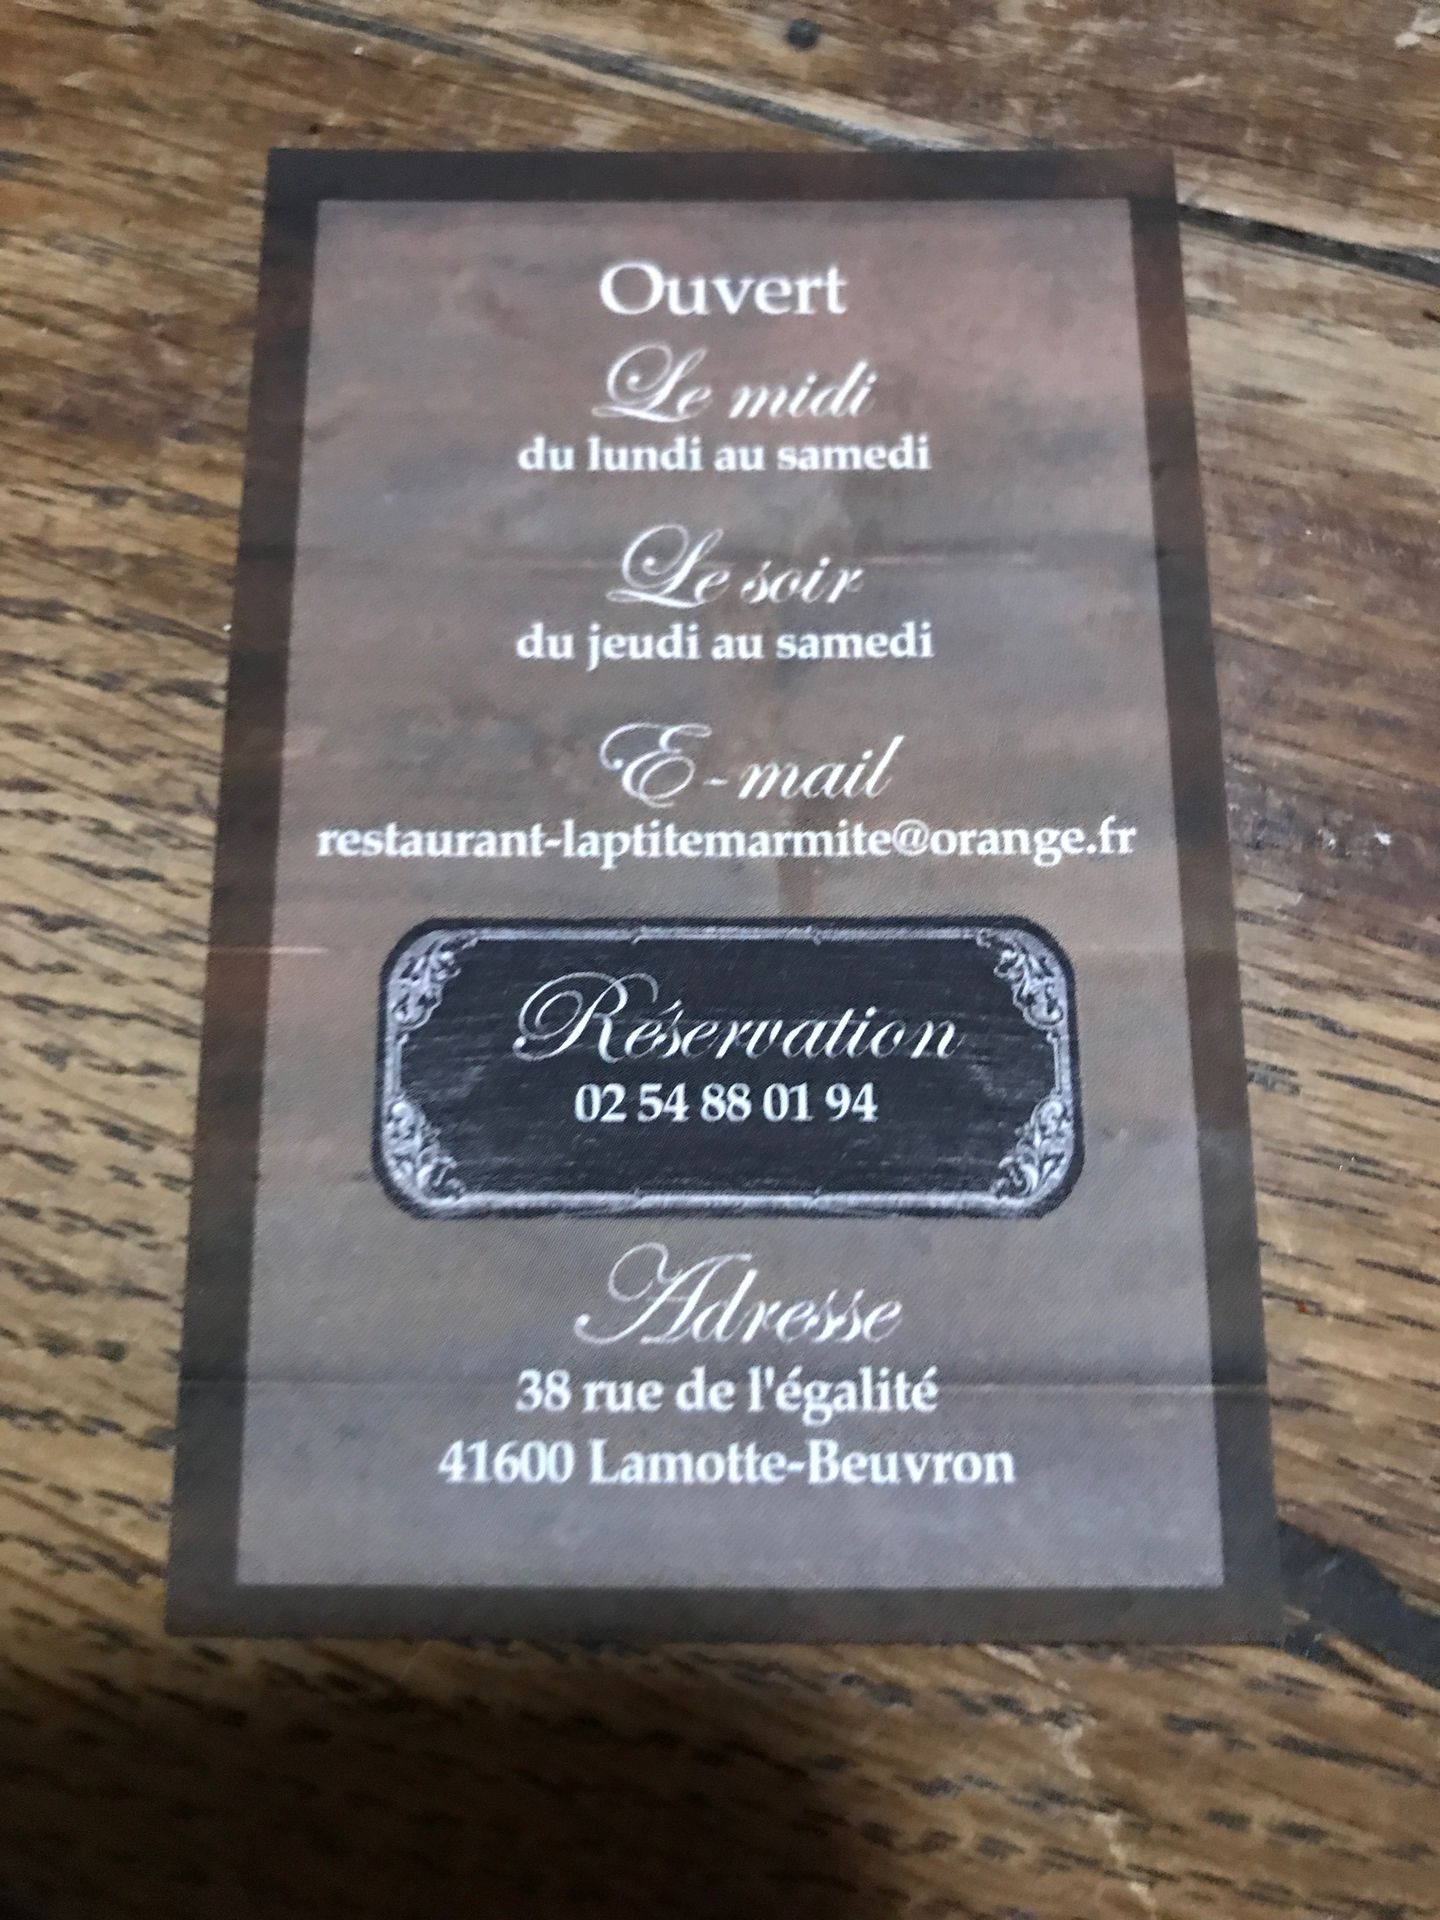 Ouvert
Le midi
du lundi au samedi
Le soir
du jeudi au samedi
E-mail
restaurant-laptitemarmite@orange.fr
Réservation
02 54 88 01 94
Adresse
38 rue de l'égalité
41600 Lamotte-Beuvron